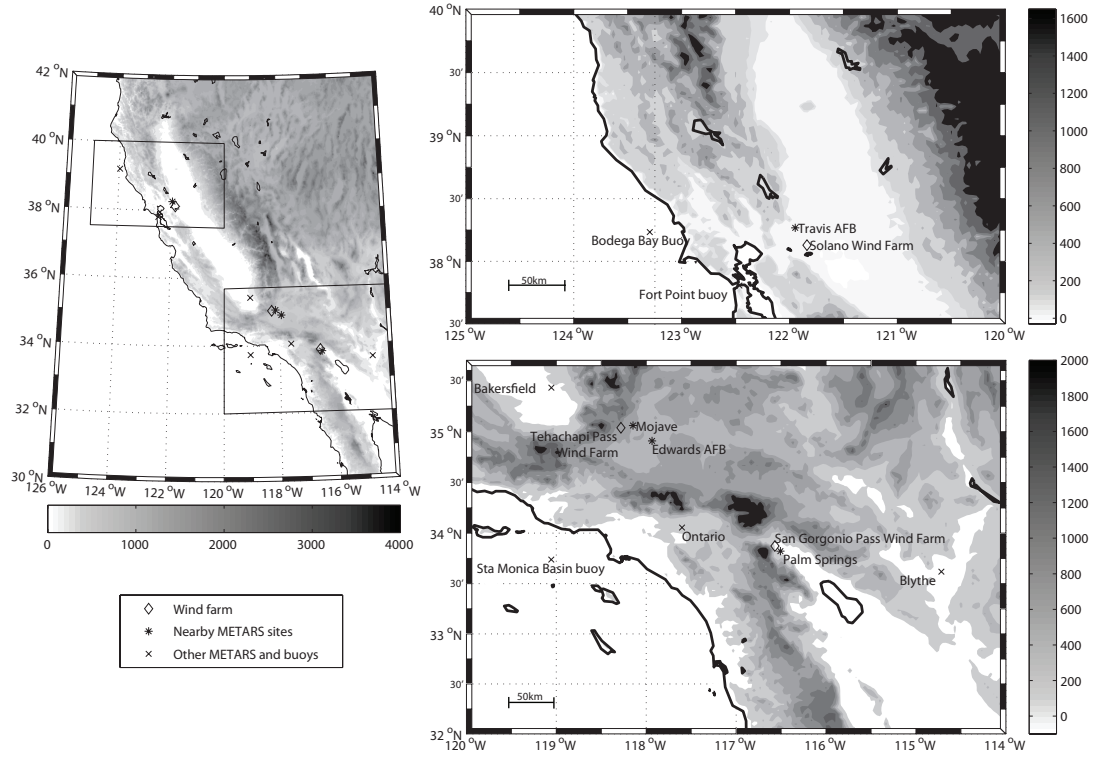 42 °N
40 °N
38 °N
36 °N
34 °N
32 °N
30 °N
126 °W
124 °W
122 °W
120 °W
118 °W
116 °W
114 °W
0
1000
2000
3000
4000
Wind farm
Nearby METARS sites
Other METARS and buoys
40 °N
30'
39 °N
30'
38 °N
30'
125 °W
124 °W
123 °W
122 °W
121 °W
120 °W
Travis AFB
Solano Wind Farm
Bodega Bay Buoy
Fort Point buoy
50km
1600
1400
1200
1000
800
600
400
200
0
30'
35 °N
30'
34 °N
30'
33 °N
30'
32 °N
120 °W
119 °W
118 °W
117 °W
116 °W
115 °W
114 °W
Bakersfield
Mojave
Tehachapi Pass
Wind Farm
Edwards AFB
Ontario
San Gorgonio Pass Wind Farm
Palm Springs
Sta Monica Basin buoy
Blythe
50km
2000
1800
1600
1400
1200
1000
800
600
400
200
0